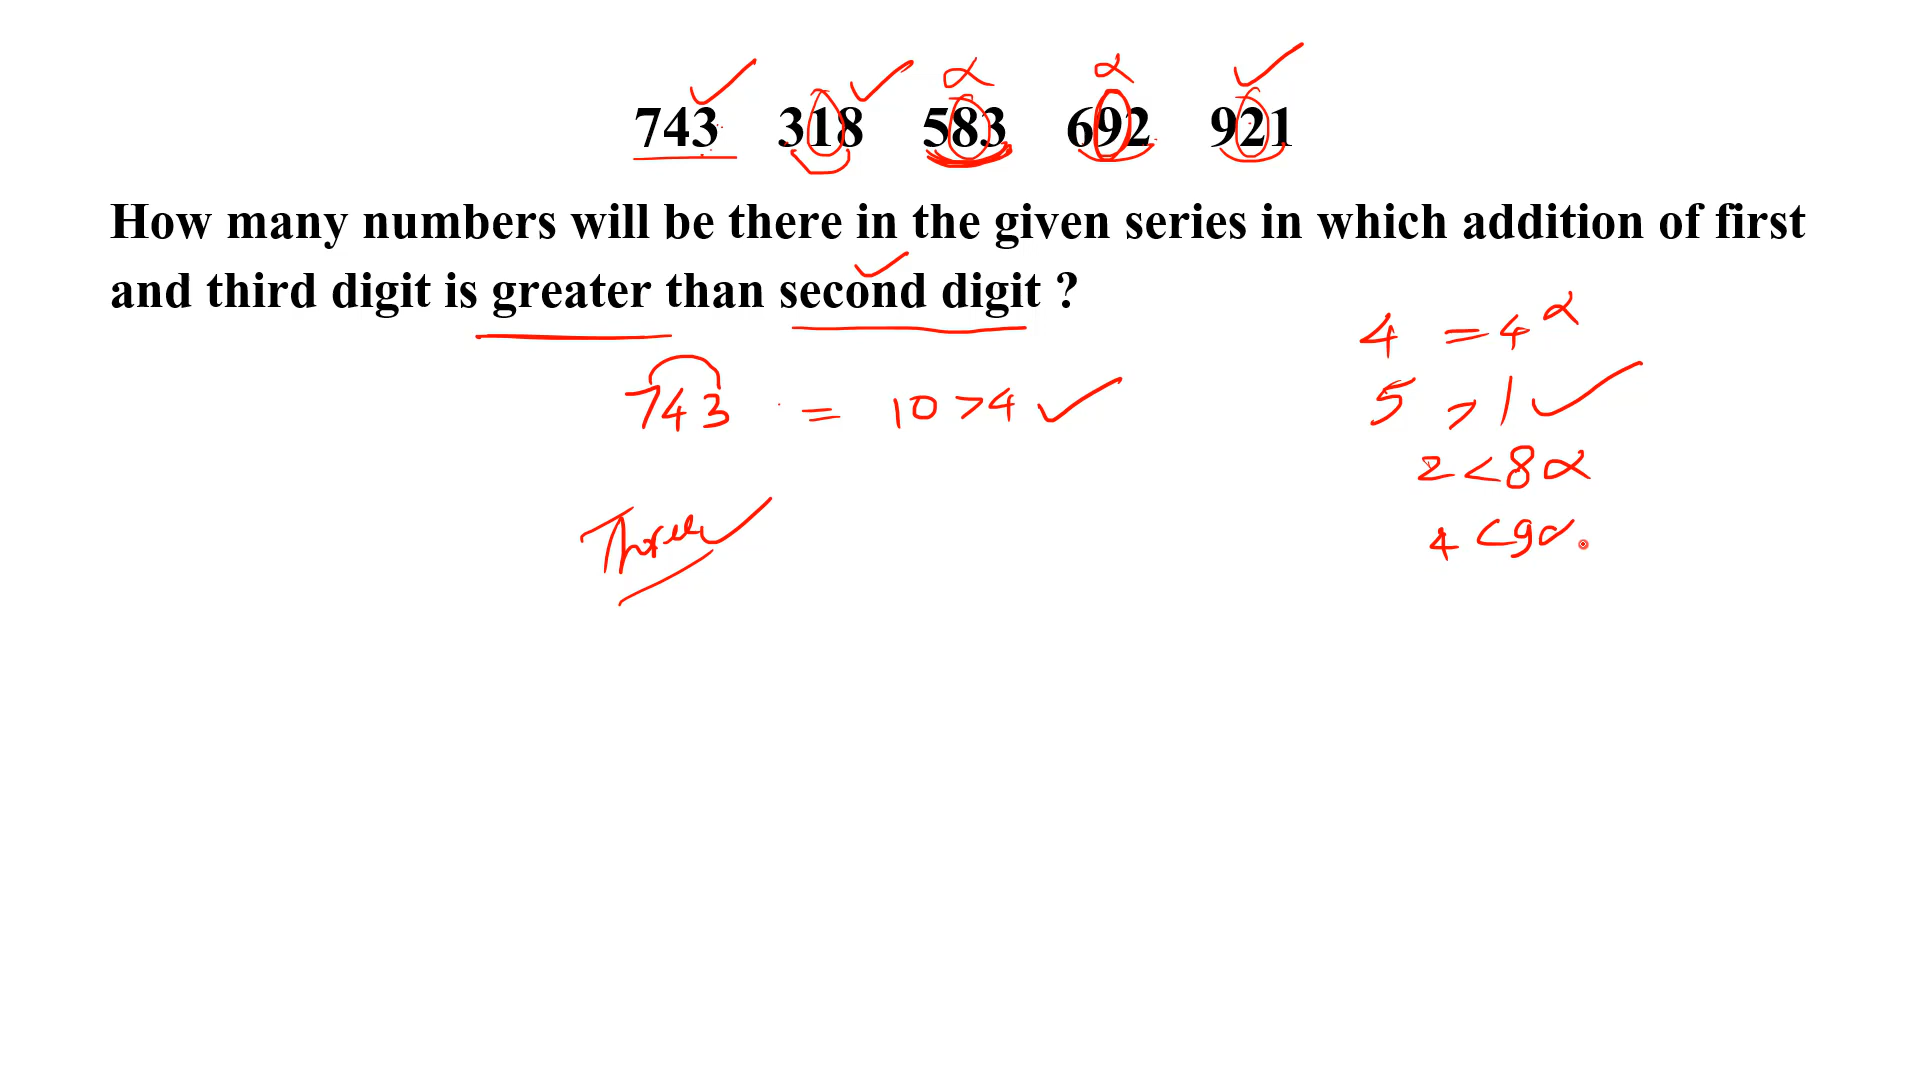 743 318 583 692 921
How many numbers will be there in the given series in which addition of first
and third digit is greater than second digit ?
4 = 4
743 = 10 > 4
5 > 1
2 < 8
4 < 9
Three